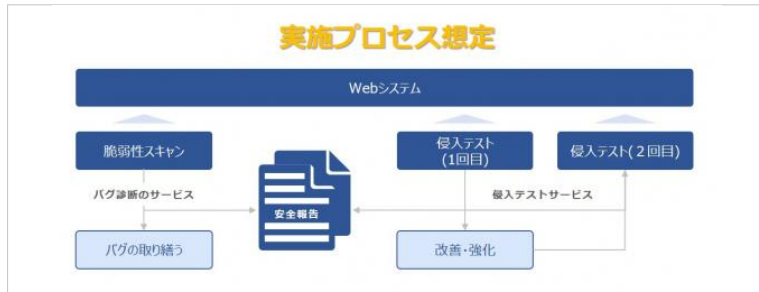 実施プロセス想定
Webシステム
脆弱性スキャン
侵入テスト
(1回目)
侵入テスト(２回目)
バグ診断のサービス
安全報告
侵入テストサービス
バグの取り繕う
改善・強化